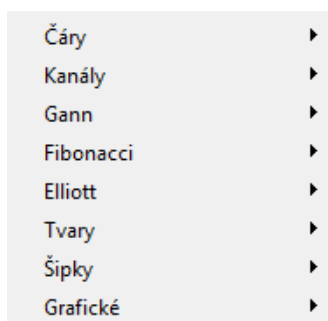 Čáry
Kanály
Gann
Fibonacci
Elliott
Tvary
Šipky
Grafické